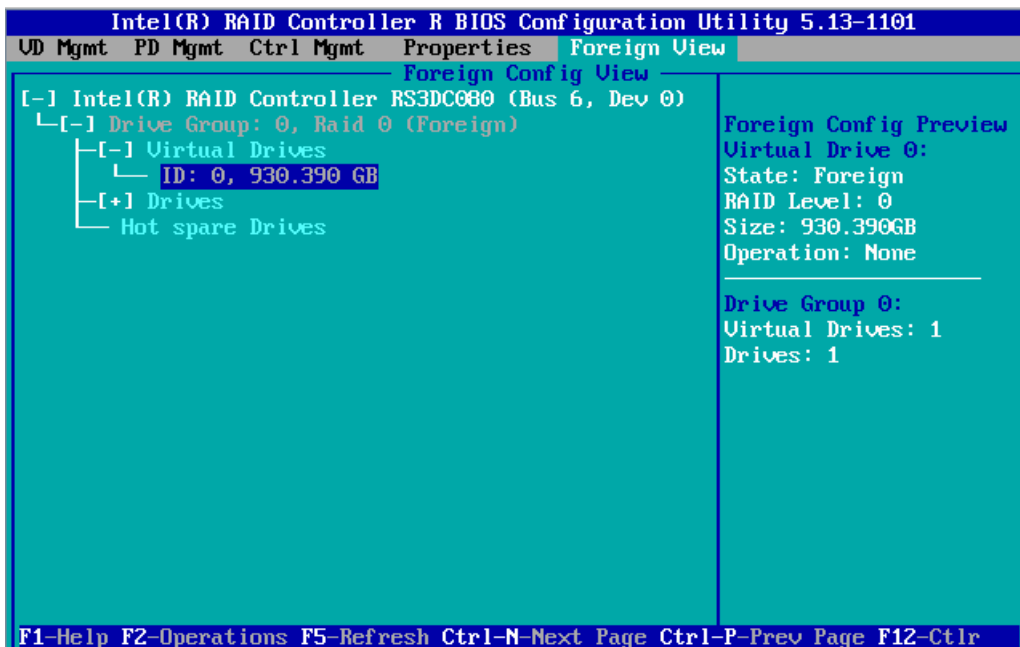 Intel(R) RAID Controller R BIOS Configuration Utility 5.13-1101
VD Mgmt PD Mgmt Ctrl Mgmt Properties Foreign View
Foreign Config View
[-] Intel(R) RAID Controller RS3DC080 (Bus 6, Dev 0)
[-] Drive Group: 0, Raid 0 (Foreign)
[-] Virtual Drives
ID: 0, 930.390 GB
[+] Drives
Hot spare Drives
Foreign Config Preview
Virtual Drive 0:
State: Foreign
RAID Level: 0
Size: 930.390GB
Operation: None
Drive Group 0:
Virtual Drives: 1
Drives: 1
F1-Help F2-Operations F5-Refresh Ctrl-N-Next Page Ctrl-P-Prev Page F12-Ctlr